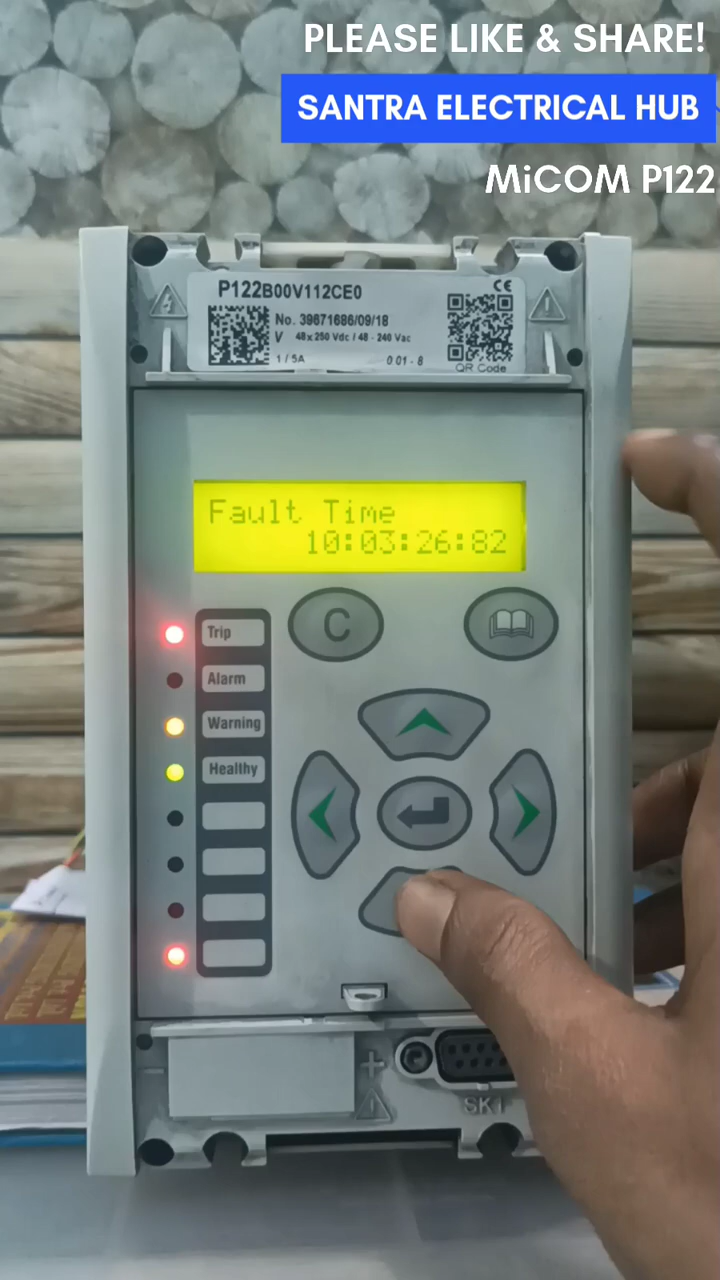 PLEASE LIKE & SHARE!
SANTRA ELECTRICAL HUB
MiCOM P122
P122B00V112CE0
CE
No. 39671686/09/18
V 48x250 Vdc / 48 - 240 Vac
1 / 5A 0 01 - 8
QR Code
Fault Time
10:03:26:82
C
Trip
Alarm
Warning
Healthy
SK1